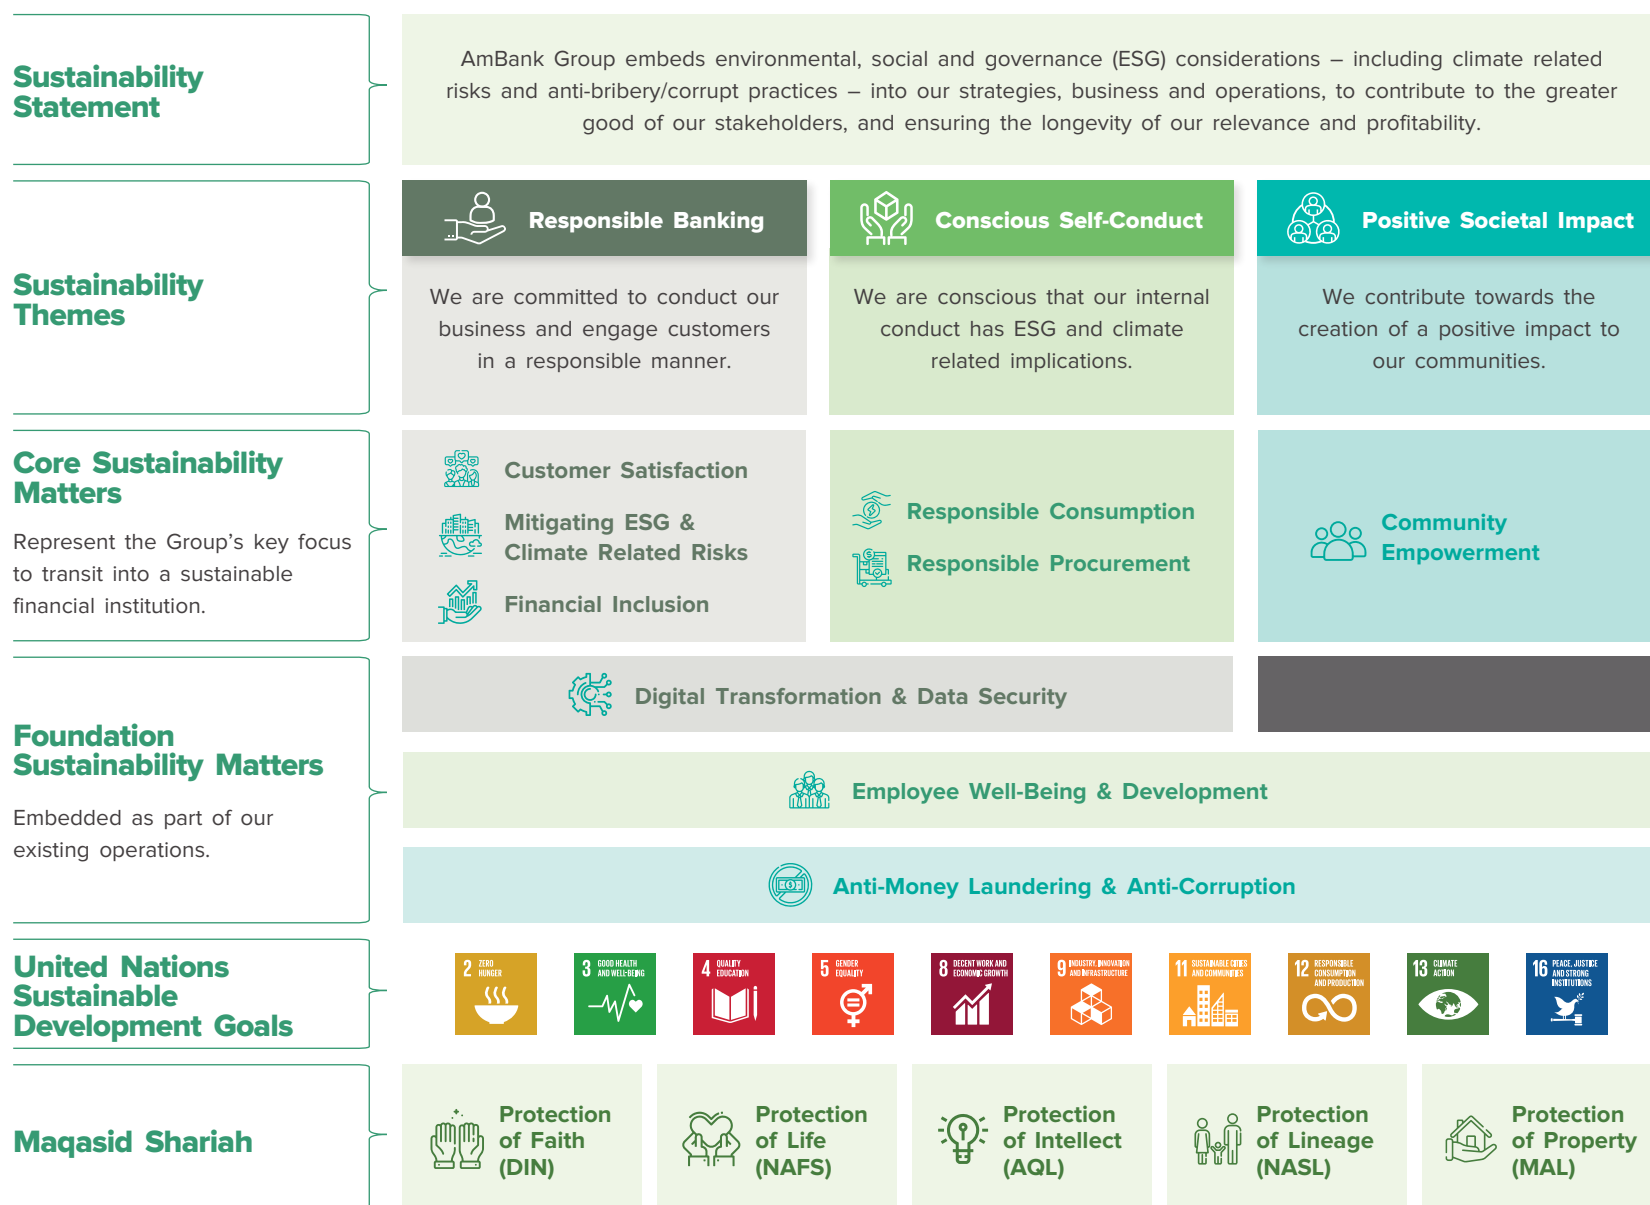 Sustainability
Statement
AmBank Group embeds environmental, social and governance (ESG) considerations – including climate related
risks and anti-bribery/corrupt practices – into our strategies, business and operations, to contribute to the greater
good of our stakeholders, and ensuring the longevity of our relevance and profitability.
Sustainability
Themes
Responsible Banking
We are committed to conduct our
business and engage customers
in a responsible manner.
Conscious Self-Conduct
We are conscious that our internal
conduct has ESG and climate
related implications.
Positive Societal Impact
We contribute towards the
creation of a positive impact to
our communities.
Core Sustainability
Matters
Represent the Group's key focus
to transit into a sustainable
financial institution.
Customer Satisfaction
Mitigating ESG &
Climate Related Risks
Financial Inclusion
Responsible Consumption
Responsible Procurement
Community
Empowerment
Foundation
Sustainability Matters
Embedded as part of our
existing operations.
Digital Transformation & Data Security
Employee Well-Being & Development
Anti-Money Laundering & Anti-Corruption
United Nations
Sustainable
Development Goals
2 ZERO
HUNGER
3 GOOD HEALTH
AND WELL-BEING
4 QUALITY
EDUCATION
5 GENDER
EQUALITY
8 DECENT WORK AND
ECONOMIC GROWTH
9 INDUSTRY, INNOVATION
AND INFRASTRUCTURE
11 SUSTAINABLE CITIES
AND COMMUNITIES
12 RESPONSIBLE
CONSUMPTION
AND PRODUCTION
13 CLIMATE
ACTION
16 PEACE, JUSTICE
AND STRONG
INSTITUTIONS
Maqasid Shariah
Protection
of Faith
(DIN)
Protection
of Life
(NAFS)
Protection
of Intellect
(AQL)
Protection
of Lineage
(NASL)
Protection
of Property
(MAL)